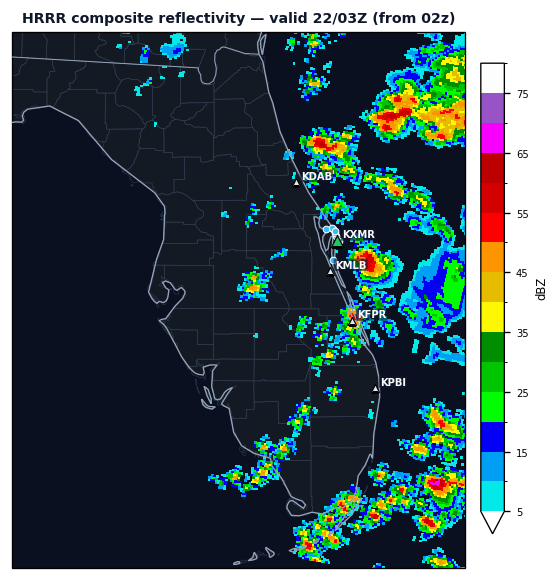 HRRR composite reflectivity — valid 22/03Z (from 02z)
KDAB
KXMR
KMLB
KFPR
KPBI
75
65
55
45
35
25
15
5
dBZ